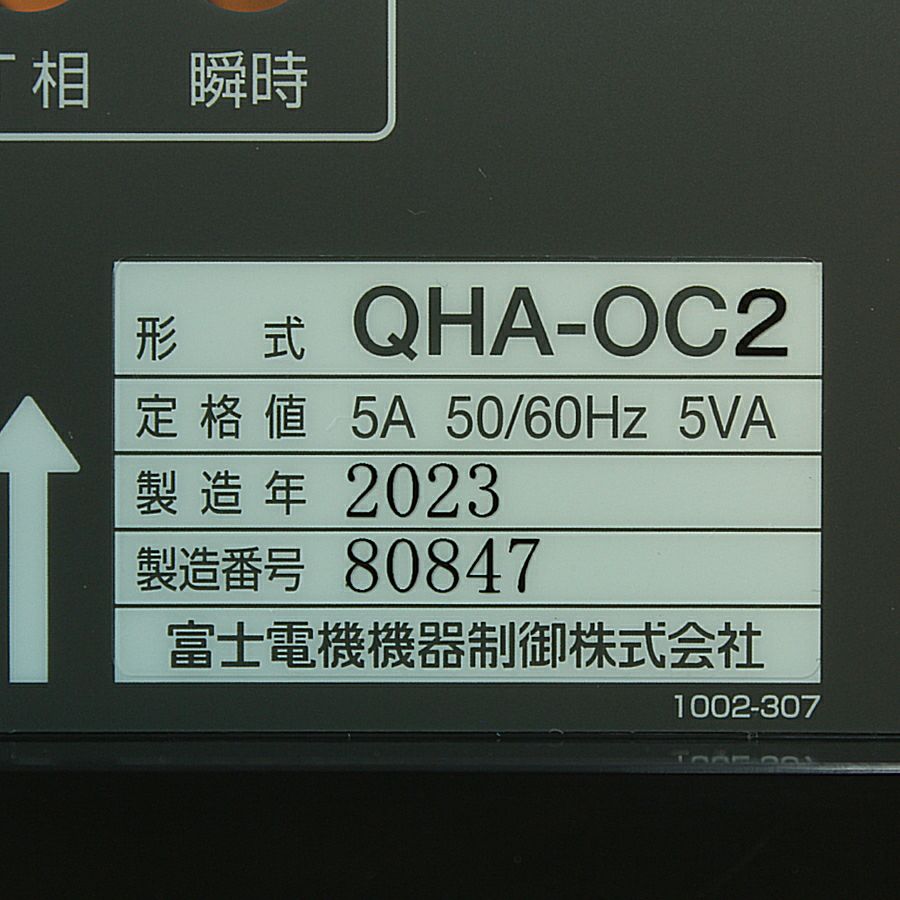 T相 瞬時
形式 QHA-OC2
定格値 5A 50/60Hz 5VA
製造年 2023
製造番号 80847
富士電機機器制御株式会社
1002-307